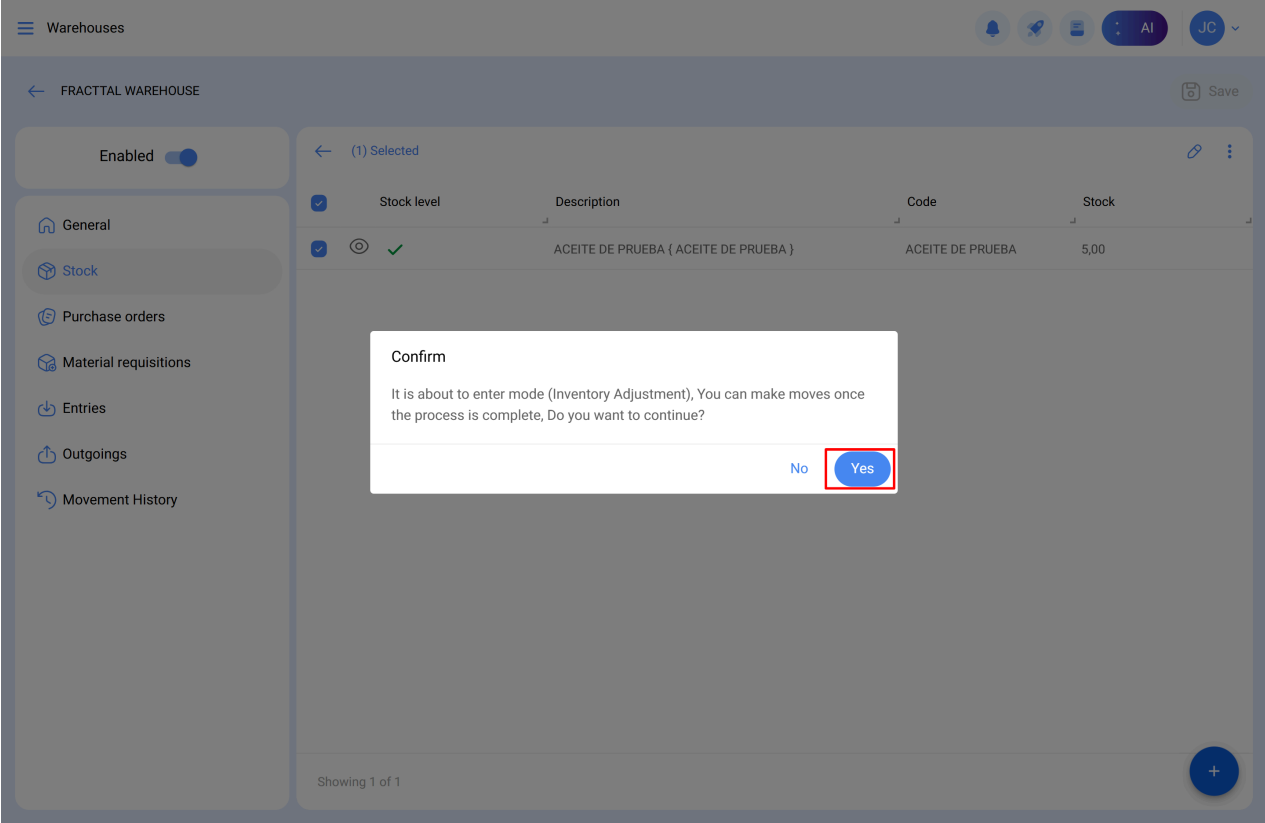 Warehouses
AI
JC
FRACTTAL WAREHOUSE
Save
Enabled
(1) Selected
General
Stock
Purchase orders
Material requisitions
Entries
Outgoings
Movement History
Stock level
Description
Code
Stock
ACEITE DE PRUEBA { ACEITE DE PRUEBA }
ACEITE DE PRUEBA
5,00
Confirm
It is about to enter mode (Inventory Adjustment), You can make moves once
the process is complete, Do you want to continue?
No
Yes
Showing 1 of 1